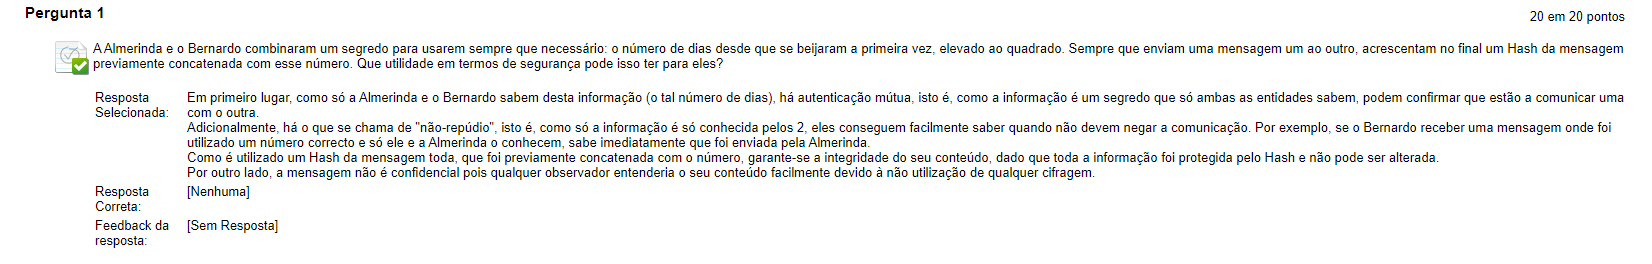 Pergunta 1
20 em 20 pontos
A Almerinda e o Bernardo combinaram um segredo para usarem sempre que necessário: o número de dias desde que se beijaram a primeira vez, elevado ao quadrado. Sempre que enviam uma mensagem um ao outro, acrescentam no final um Hash da mensagem
previamente concatenada com esse número. Que utilidade em termos de segurança pode isso ter para eles?
Resposta
Selecionada:
Em primeiro lugar, como só a Almerinda e o Bernardo sabem desta informação (o tal número de dias), há autenticação mútua, isto é, como a informação é um segredo que só ambas as entidades sabem, podem confirmar que estão a comunicar uma
com o outra.
Adicionalmente, há o que se chama de "não-repúdio", isto é, como só a informação é só conhecida pelos 2, eles conseguem facilmente saber quando não devem negar a comunicação. Por exemplo, se o Bernardo receber uma mensagem onde foi
utilizado um número correcto e só ele e a Almerinda o conhecem, sabe imediatamente que foi enviada pela Almerinda.
Como é utilizado um Hash da mensagem toda, que foi previamente concatenada com o número, garante-se a integridade do seu conteúdo, dado que toda a informação foi protegida pelo Hash e não pode ser alterada.
Por outro lado, a mensagem não é confidencial pois qualquer observador entenderia o seu conteúdo facilmente devido à não utilização de qualquer cifragem.
Resposta
Correta:
[Nenhuma]
Feedback da
resposta:
[Sem Resposta]